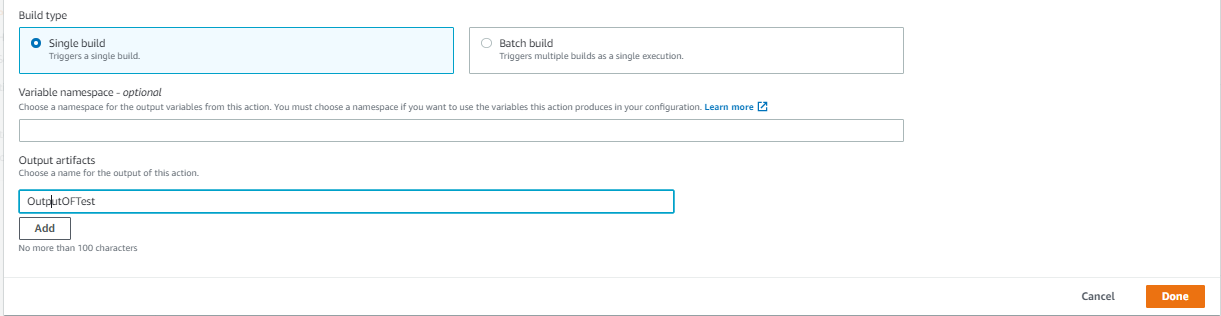 Build type
Single build
Triggers a single build.
Batch build
Triggers multiple builds as a single execution.
Variable namespace - optional
Choose a namespace for the output variables from this action. You must choose a namespace if you want to use the variables this action produces in your configuration. Learn more
Output artifacts
Choose a name for the output of this action.
OutputOFTest
Add
No more than 100 characters
Cancel
Done